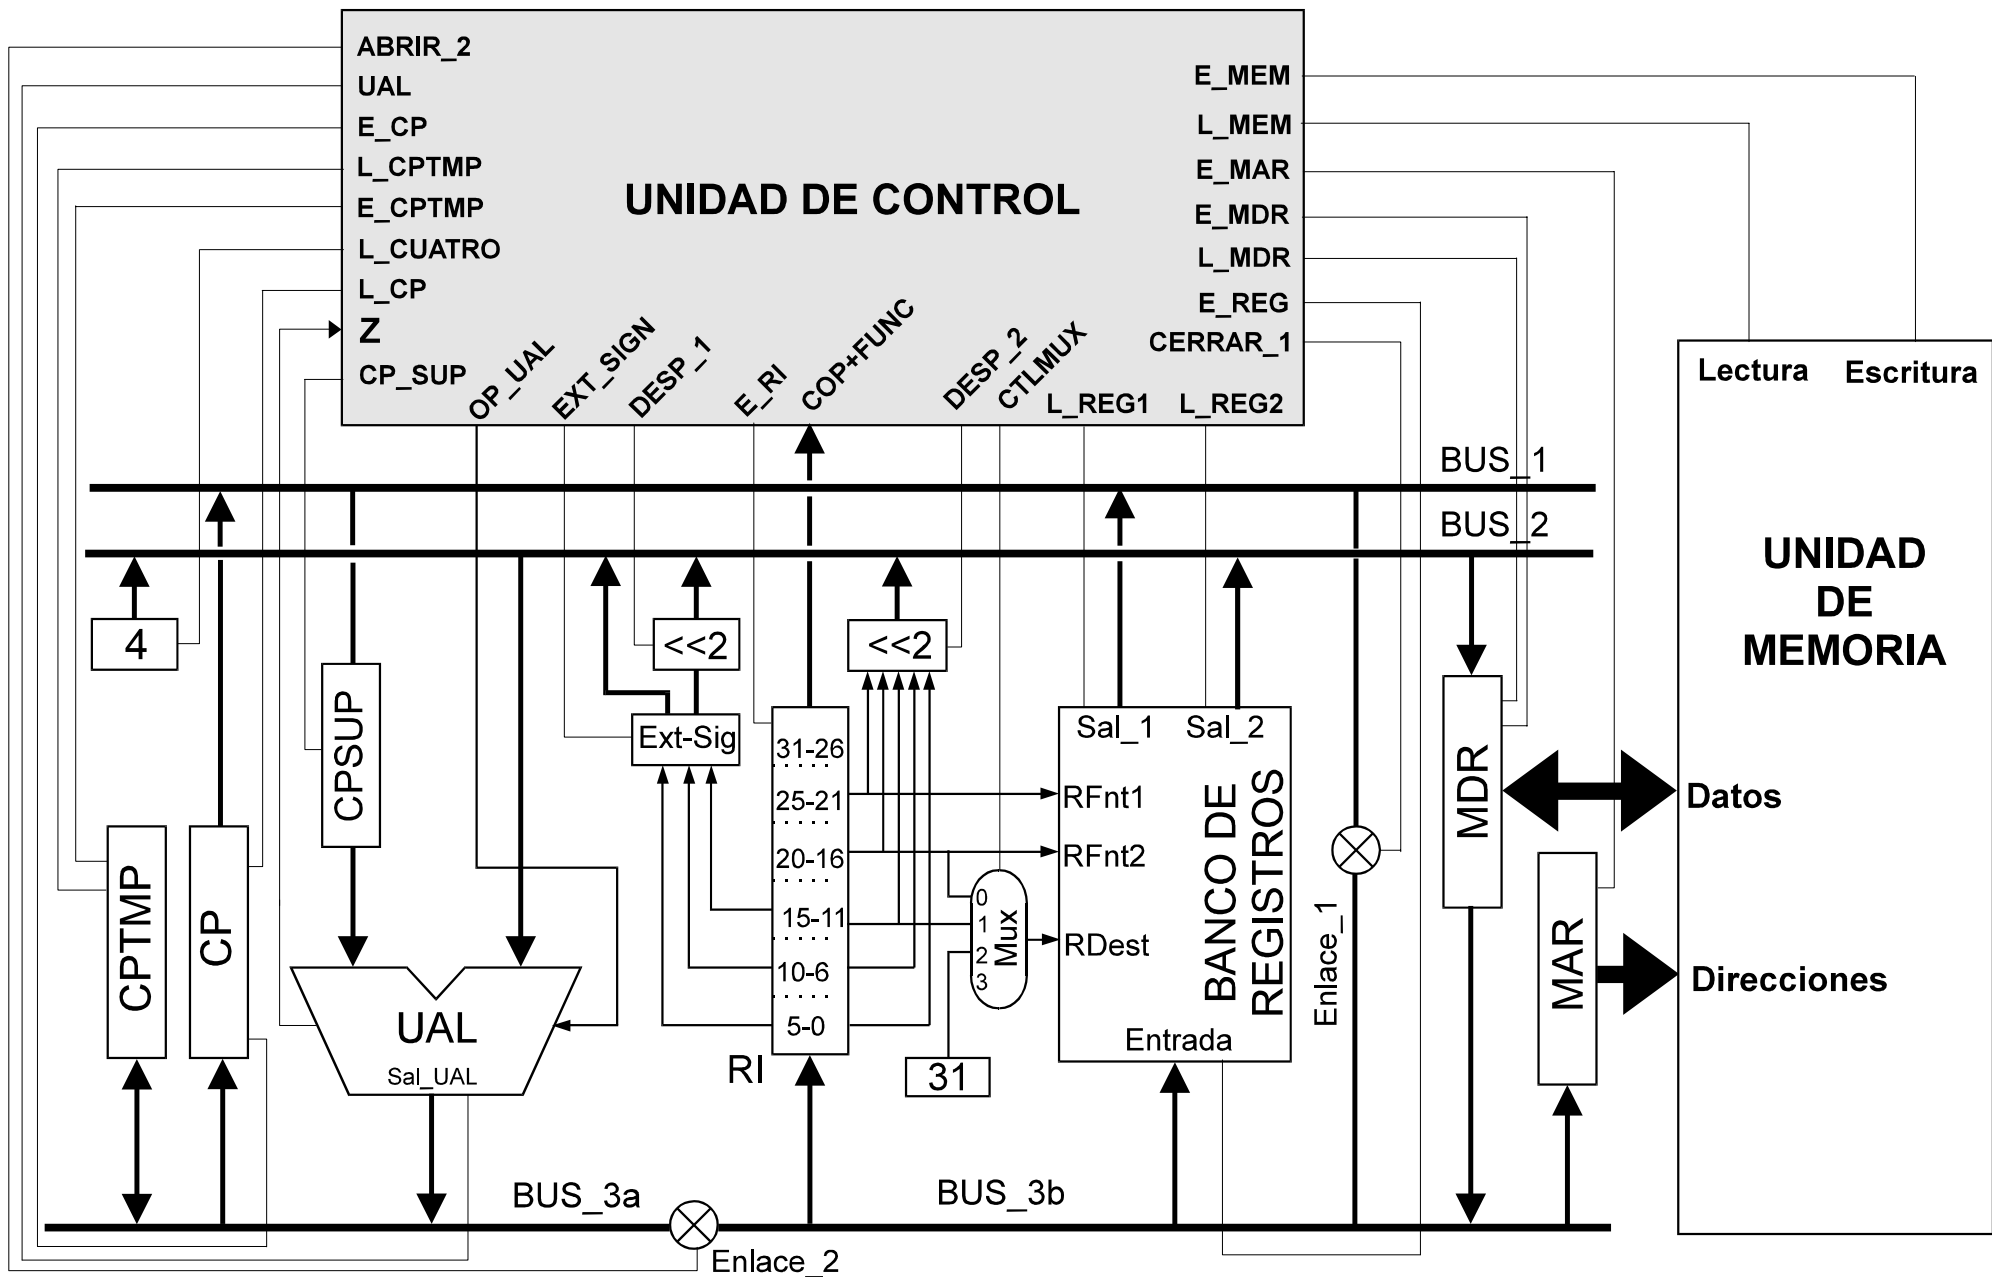 ABRIR_2
UAL
E_CP
L_CPTMP
E_CPTMP
L_CUATRO
L_CP
Z
CP_SUP
OP_UAL
EXT_SIGN
DESP_1
E_RI
COP+FUNC
DESP_2
CTLMUX
L_REG1
L_REG2
UNIDAD DE CONTROL
E_MEM
L_MEM
E_MAR
E_MDR
L_MDR
E_REG
CERRAR_1
BUS_1
BUS_2
4
CPSUP
<<2
<<2
Ext-Sig
CPTMP
CP
UAL
Sal_UAL
RI
31-26
25-21
20-16
15-11
10-6
5-0
0
1
2
3
Mux
31
Sal_1
Sal_2
RFnt1
RFnt2
RDest
BANCO DE
REGISTROS
Entrada
Enlace_1
MDR
MAR
Lectura
Escritura
UNIDAD
DE
MEMORIA
Datos
Direcciones
BUS_3a
BUS_3b
Enlace_2